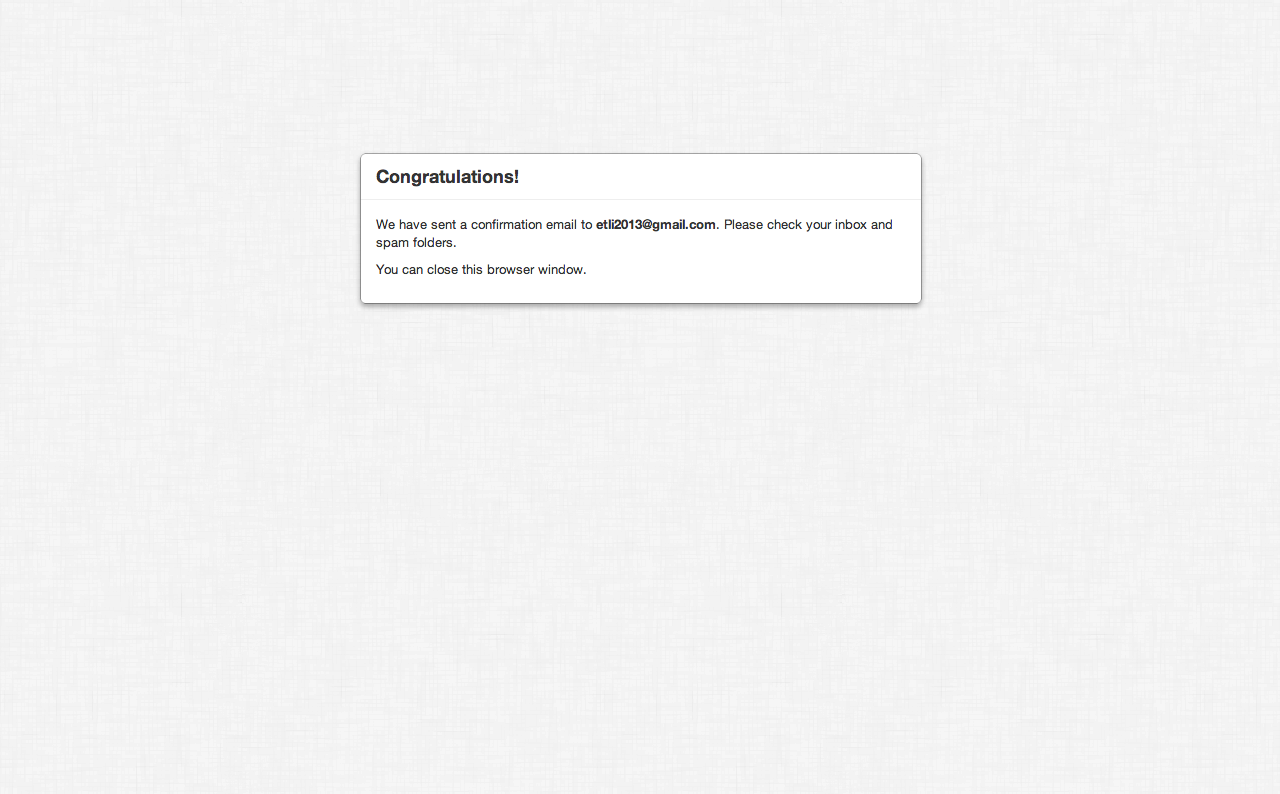 Congratulations!
We have sent a confirmation email to etli2013@gmail.com. Please check your inbox and
spam folders.
You can close this browser window.